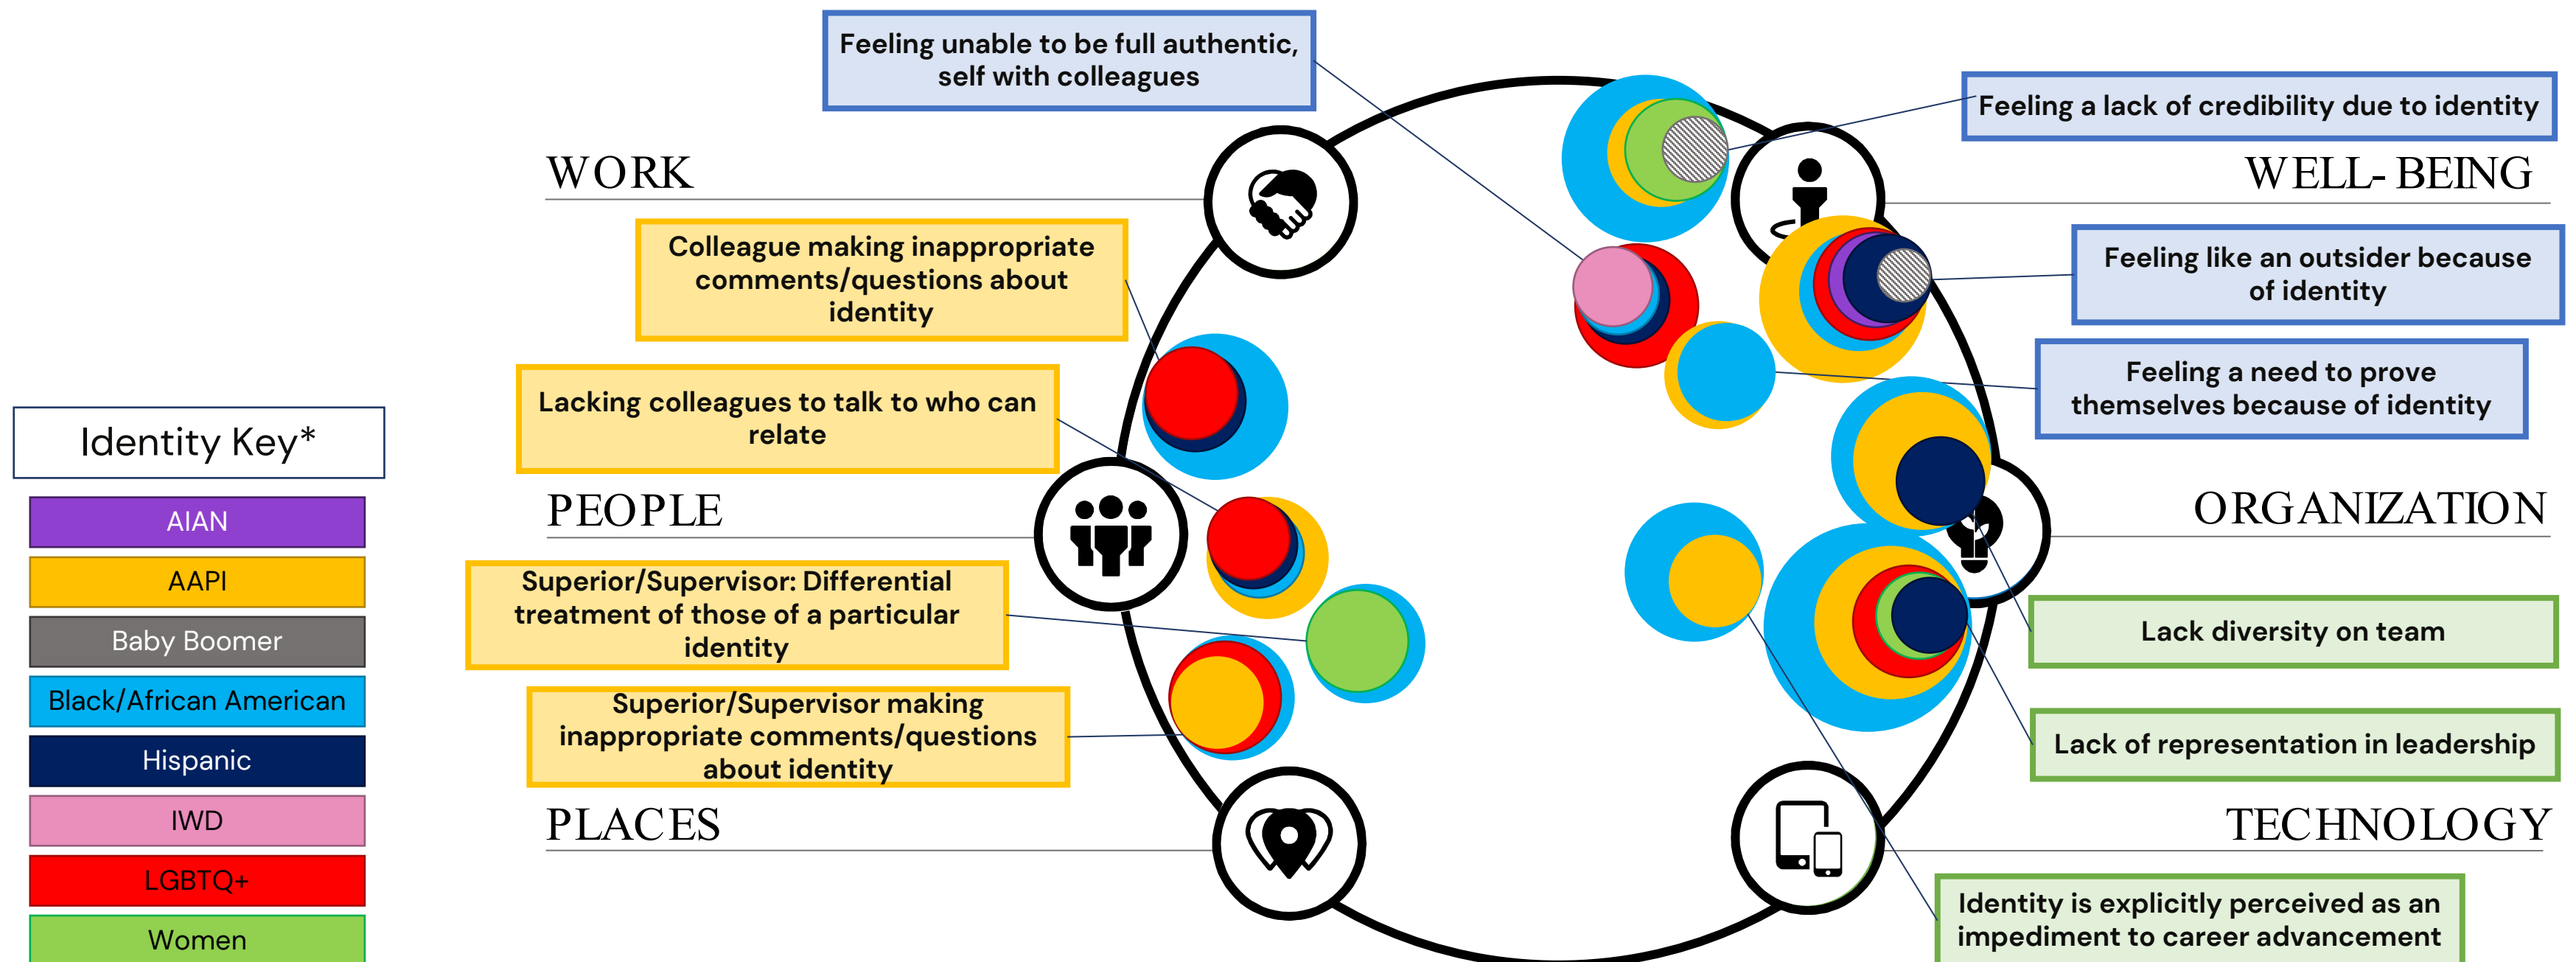 Feeling unable to be full authentic,
self with colleagues
Feeling a lack of credibility due to identity
WORK
WELL- BEING
Colleague making inappropriate
comments/questions about
identity
Feeling like an outsider because
of identity
Lacking colleagues to talk to who can
relate
Feeling a need to prove
themselves because of identity
Identity Key*
AIAN
AAPI
Baby Boomer
Black/African American
Hispanic
IWD
LGBTQ+
Women
PEOPLE
ORGANIZATION
Superior/Supervisor: Differential
treatment of those of a particular
identity
Lack diversity on team
Superior/Supervisor making
inappropriate comments/questions
about identity
Lack of representation in leadership
PLACES
TECHNOLOGY
Identity is explicitly perceived as an
impediment to career advancement